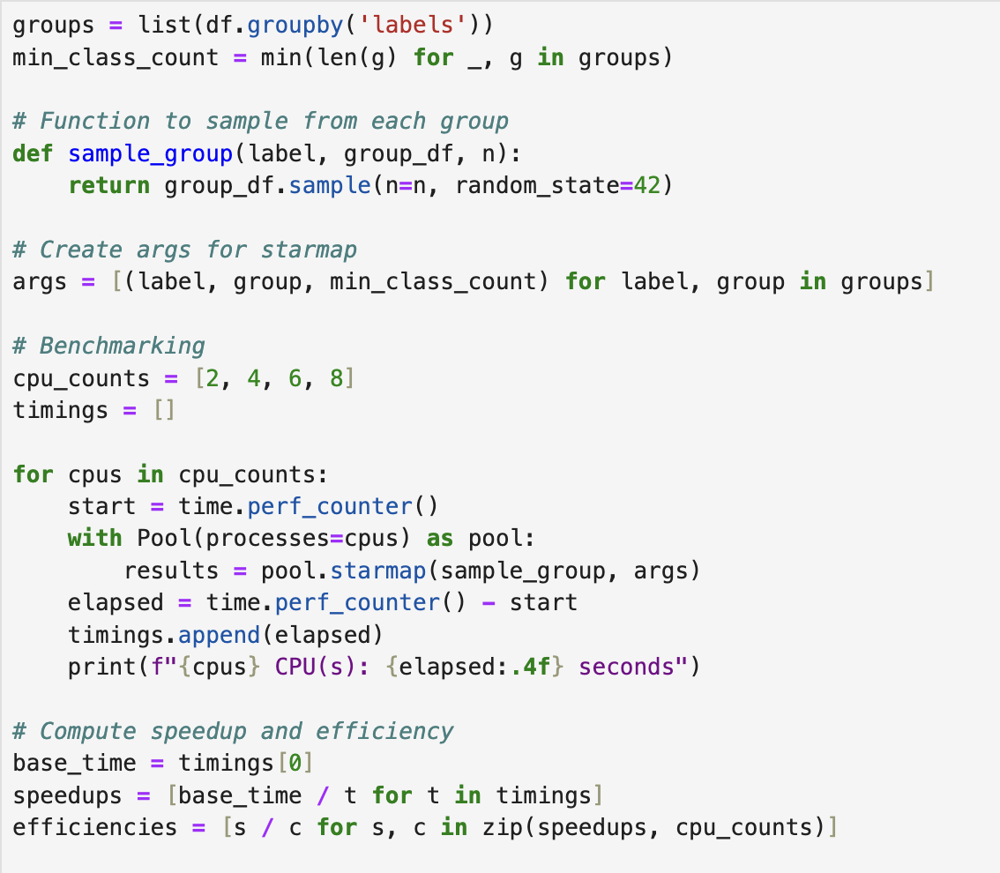 groups = list(df.groupby('labels'))
min_class_count = min(len(g) for _, g in groups)

# Function to sample from each group
def sample_group(label, group_df, n):
    return group_df.sample(n=n, random_state=42)

# Create args for starmap
args = [(label, group, min_class_count) for label, group in groups]

# Benchmarking
cpu_counts = [2, 4, 6, 8]
timings = []

for cpus in cpu_counts:
    start = time.perf_counter()
    with Pool(processes=cpus) as pool:
        results = pool.starmap(sample_group, args)
    elapsed = time.perf_counter() - start
    timings.append(elapsed)
    print(f"{cpus} CPU(s): {elapsed:.4f} seconds")

# Compute speedup and efficiency
base_time = timings[0]
speedups = [base_time / t for t in timings]
efficiencies = [s / c for s, c in zip(speedups, cpu_counts)]